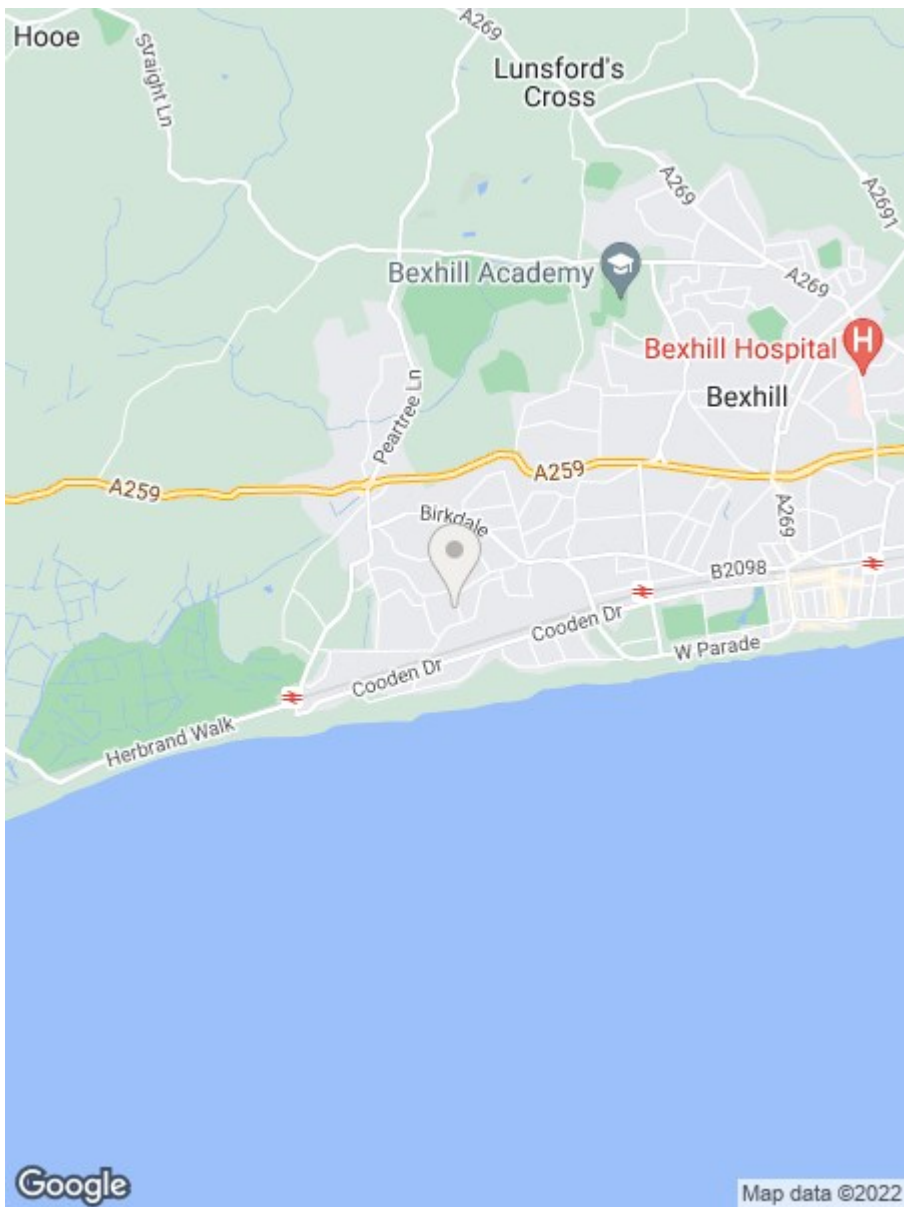 Hooe
Straight Ln
A269
Lunsford's
Cross
A269
A2691
Bexhill Academy
A269
Bexhill Hospital
H
Bexhill
Peartree Ln
A259
A259
Birkdale
A269
B2098
Cooden Dr
W Parade
Cooden Dr
Herbrand Walk
Google
Map data ©2022